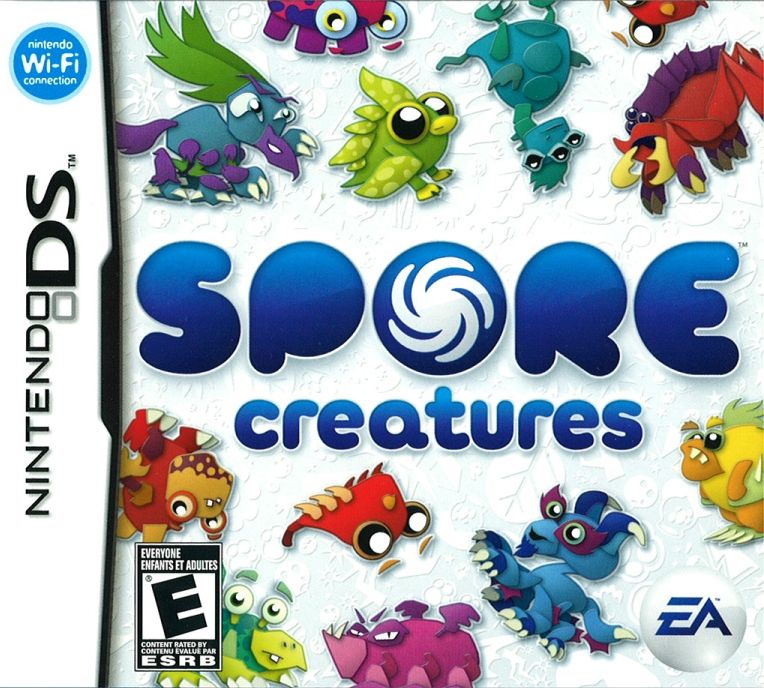 nintendo
Wi-Fi
connection
NINTENDO DS™
SPORE™
creatures
EVERYONE
ENFANTS ET ADULTES
E®
CONTENT RATED BY
CONTENU ÉVALUÉ PAR
ESRB
EA